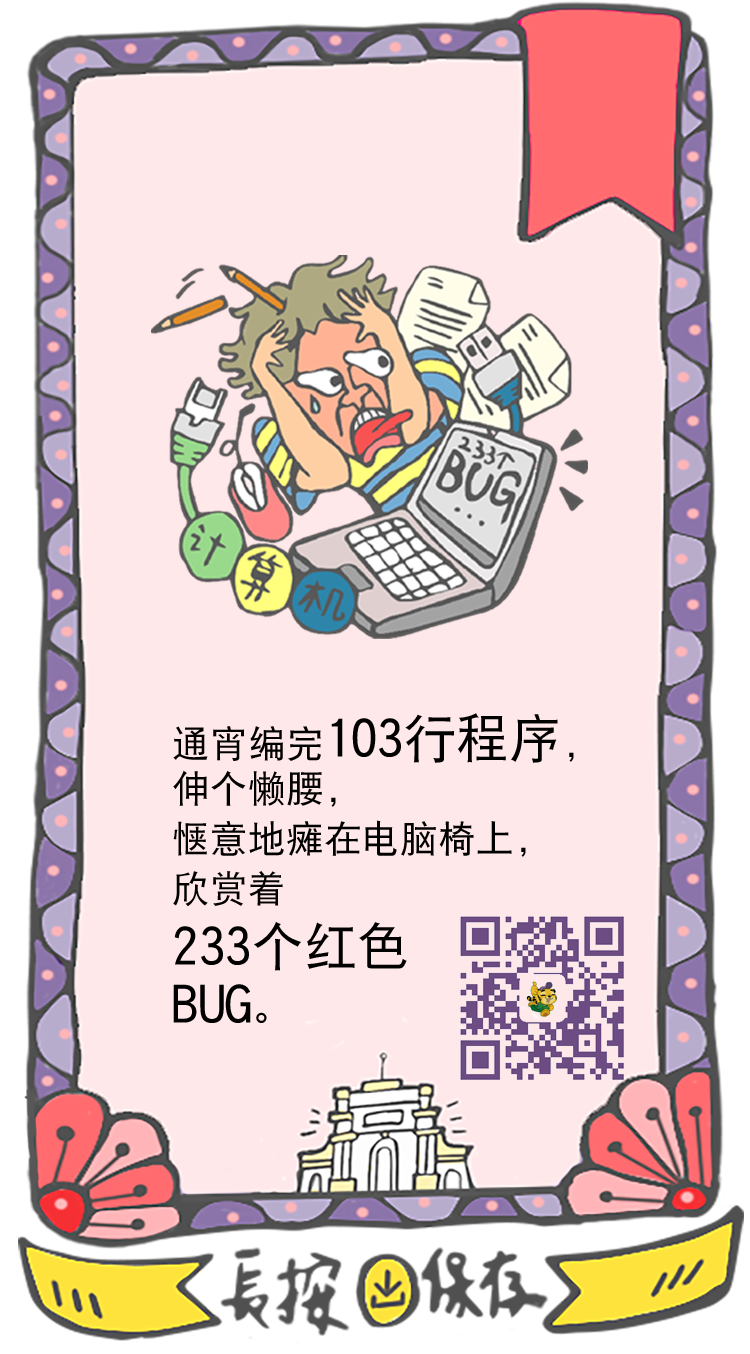 233个
BUG
...
计
算
机
通宵编完103行程序，
伸个懒腰，
惬意地瘫在电脑椅上，
欣赏着
233个红色
BUG。
長按 保存